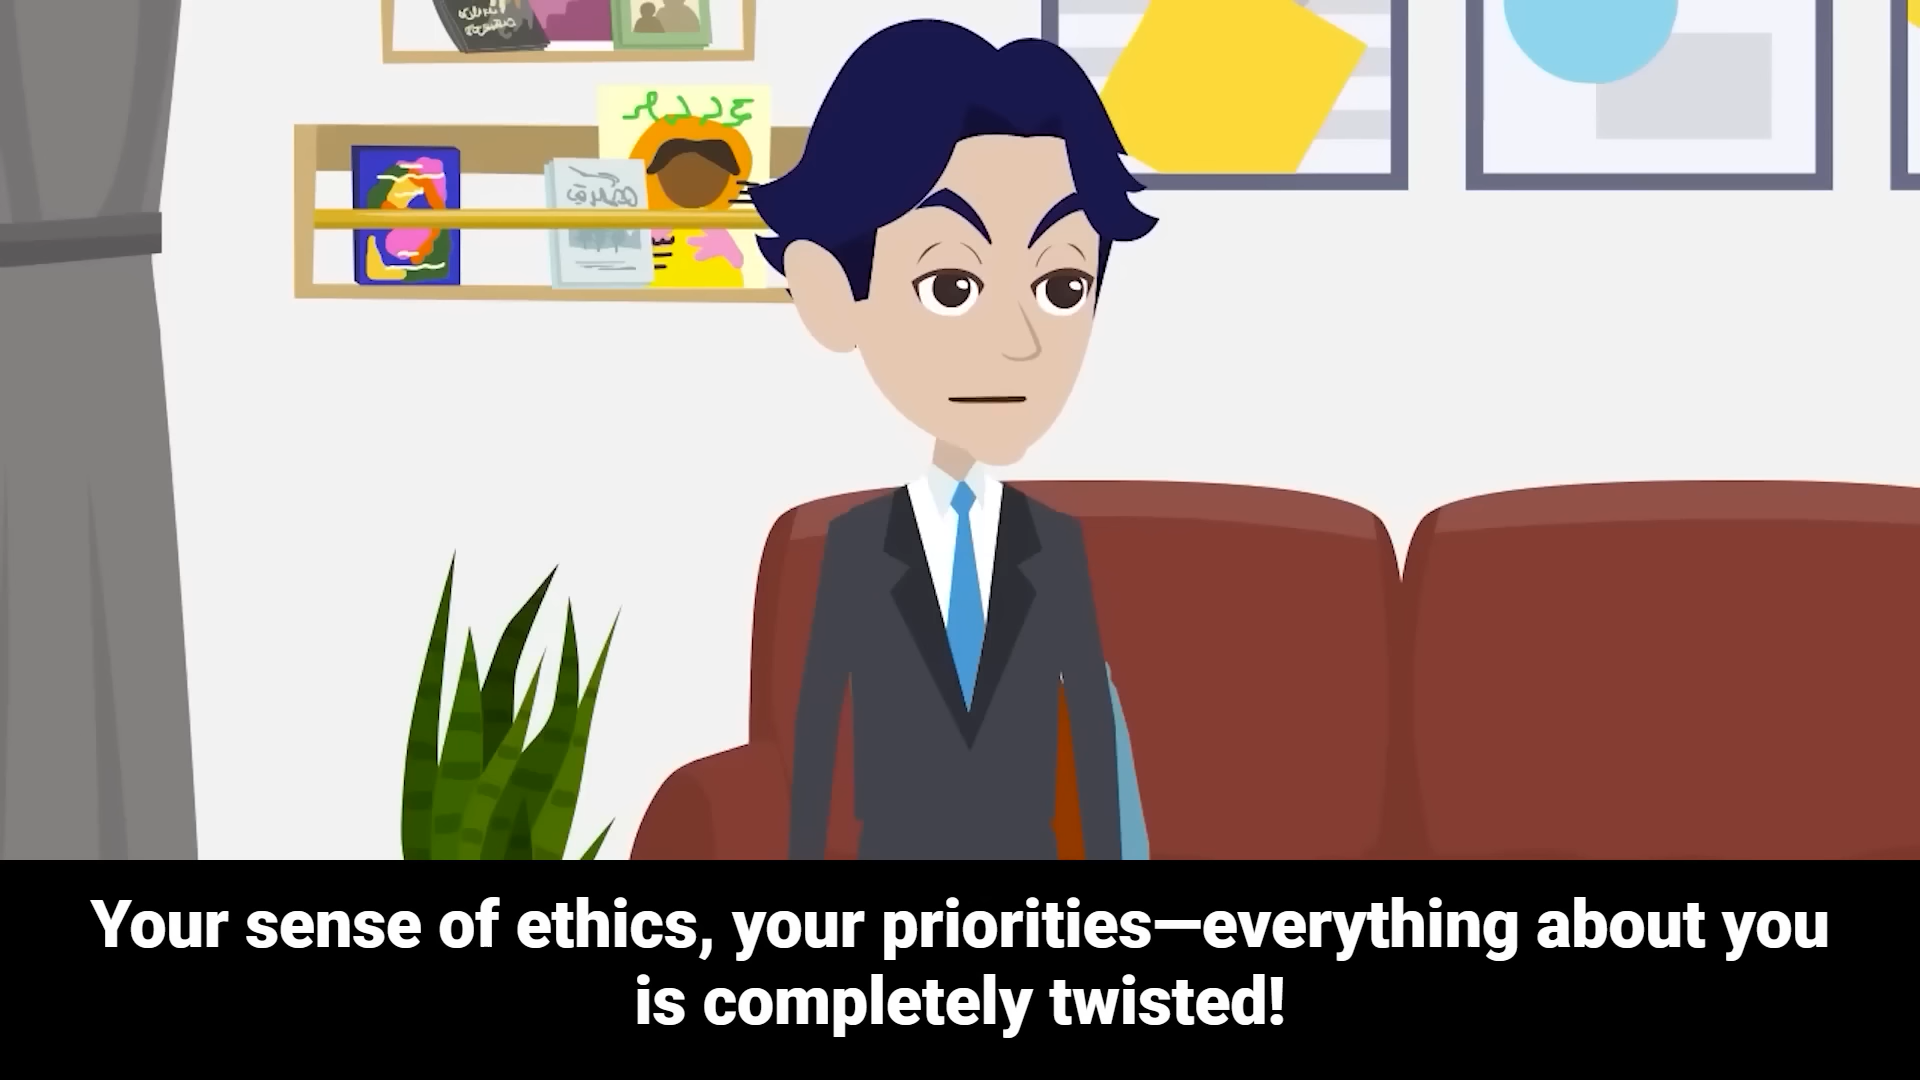 Your sense of ethics, your priorities—everything about you
is completely twisted!